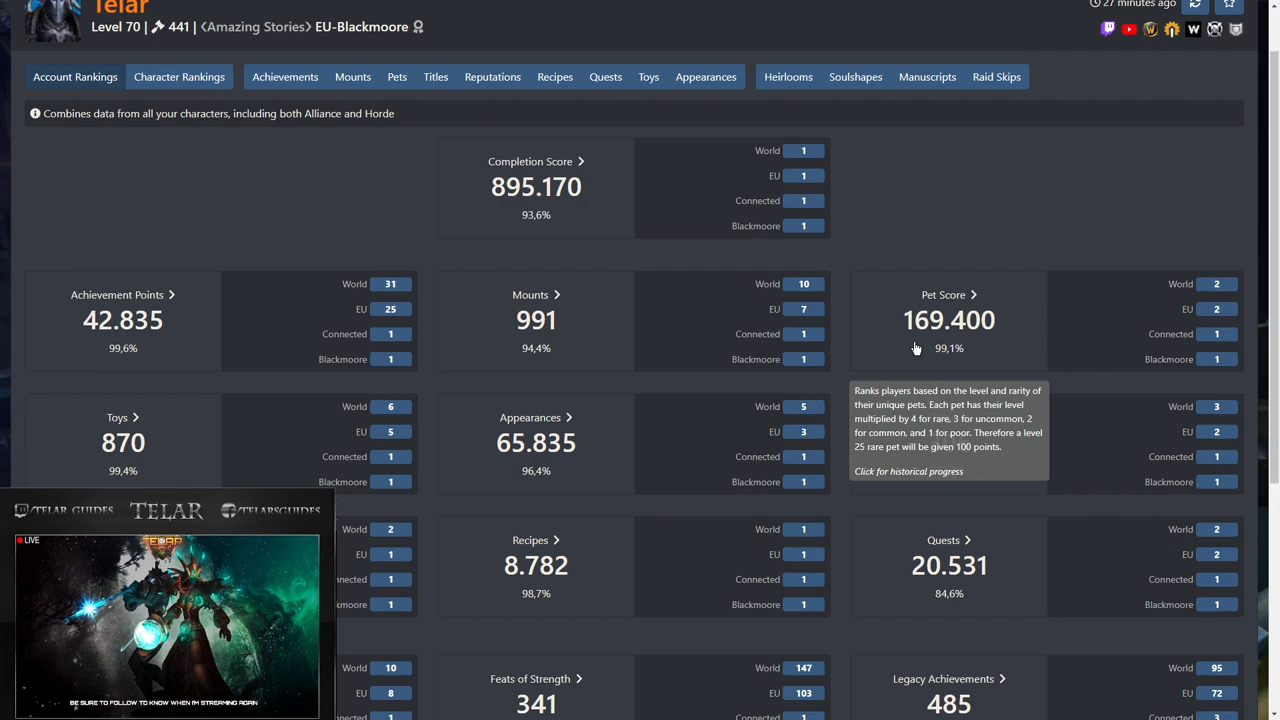 Telar
27 minutes ago
Level 70 | 441 | <Amazing Stories> EU-Blackmoore
Account Rankings Character Rankings Achievements Mounts Pets Titles Reputations Recipes Quests Toys Appearances Heirlooms Soulshapes Manuscripts Raid Skips
Combines data from all your characters, including both Alliance and Horde
Completion Score
895.170
93,6%
World 1
EU 1
Connected 1
Blackmoore 1
Achievement Points
42.835
99,6%
World 31
EU 25
Connected 1
Blackmoore 1
Mounts
991
94,4%
World 10
EU 7
Connected 1
Blackmoore 1
Pet Score
169.400
99,1%
World 2
EU 2
Connected 1
Blackmoore 1
Toys
870
99,4%
World 6
EU 5
Connected 1
Blackmoore 1
Appearances
65.835
96,4%
World 5
EU 3
Connected 1
Blackmoore 1
Ranks players based on the level and rarity of
their unique pets. Each pet has their level
multiplied by 4 for rare, 3 for uncommon, 2
for common, and 1 for poor. Therefore a level
25 rare pet will be given 100 points.
Click for historical progress
World 3
EU 2
Connected 1
Blackmoore 1
World 2
EU 1
nnected 1
kmoore 1
Recipes
8.782
98,7%
World 1
EU 1
Connected 1
Blackmoore 1
Quests
20.531
84,6%
World 2
EU 2
Connected 1
Blackmoore 1
World 10
EU 8
Connected
Feats of Strength
341
World 147
EU 103
Connected
Legacy Achievements
485
World 95
EU 72
Connected
/TELAR GUIDES TELAR /TELARSGUIDES
LIVE
TELAR
BE SURE TO FOLLOW TO KNOW WHEN I'M STREAMING AGAIN